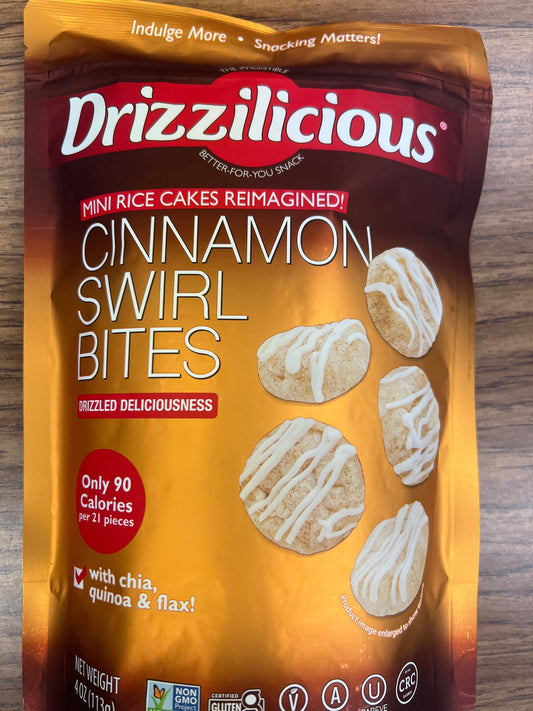 Indulge More • Snacking Matters!
THE IRRESISTIBLE
Drizzilicious®
BETTER-FOR-YOU SNACK
MINI RICE CAKES REIMAGINED!
CINNAMON
SWIRL
BITES
DRIZZLED DELICIOUSNESS
Only 90
Calories
per 21 pieces
with chia,
quinoa & flax!
Product image enlarged to show
NET WEIGHT
4 OZ (113g)
NON
GMO
Project
CERTIFIED
GLUTEN
V
A
U
PAREVE
CRC